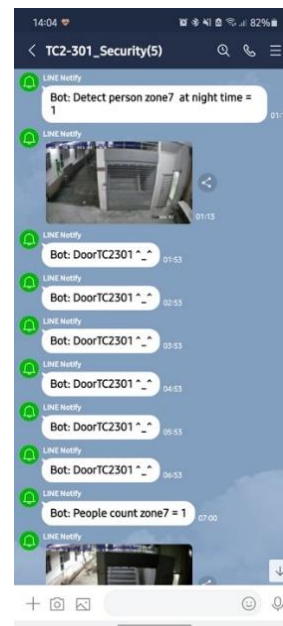 14:04
82%
TC2-301_Security(5)
LINE Notify
Bot: Detect person zone7 at night time =
1
LINE Notify
01:13
LINE Notify
Bot: DoorTC2301 ^_^
01:53
LINE Notify
Bot: DoorTC2301 ^_^
02:53
LINE Notify
Bot: DoorTC2301 ^_^
03:53
LINE Notify
Bot: DoorTC2301 ^_^
04:53
LINE Notify
Bot: DoorTC2301 ^_^
05:53
LINE Notify
Bot: DoorTC2301 ^_^
06:53
LINE Notify
Bot: People count zone7 = 1
07:00
LINE Notify